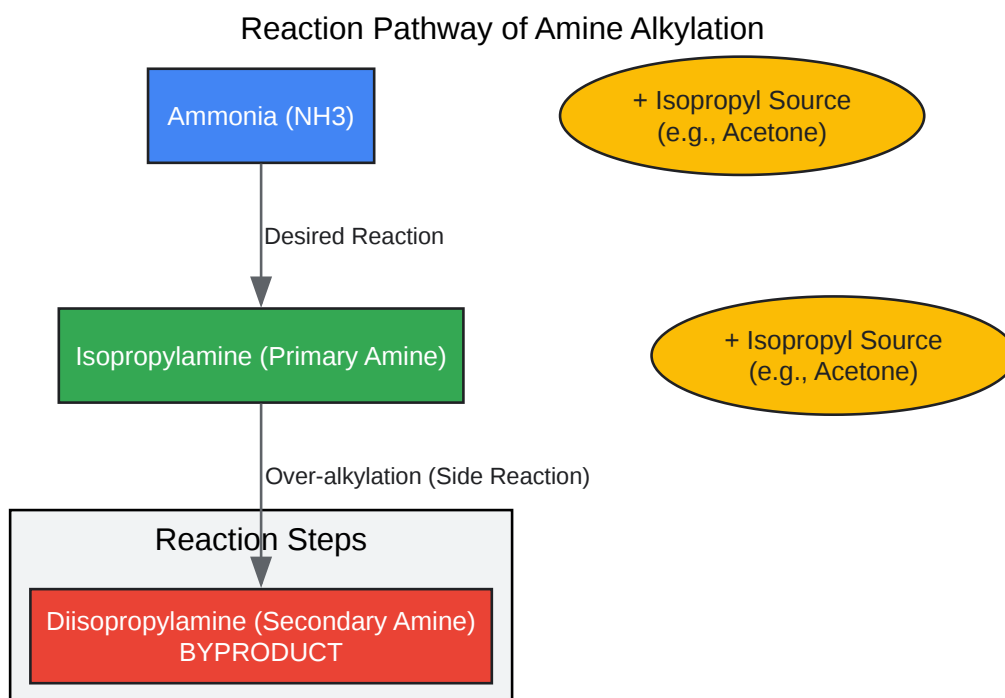 Reaction Pathway of Amine Alkylation
Ammonia (NH3)
+ Isopropyl Source
(e.g., Acetone)
Desired Reaction
Isopropylamine (Primary Amine)
+ Isopropyl Source
(e.g., Acetone)
Over-alkylation (Side Reaction)
Reaction Steps
Diisopropylamine (Secondary Amine)
BYPRODUCT